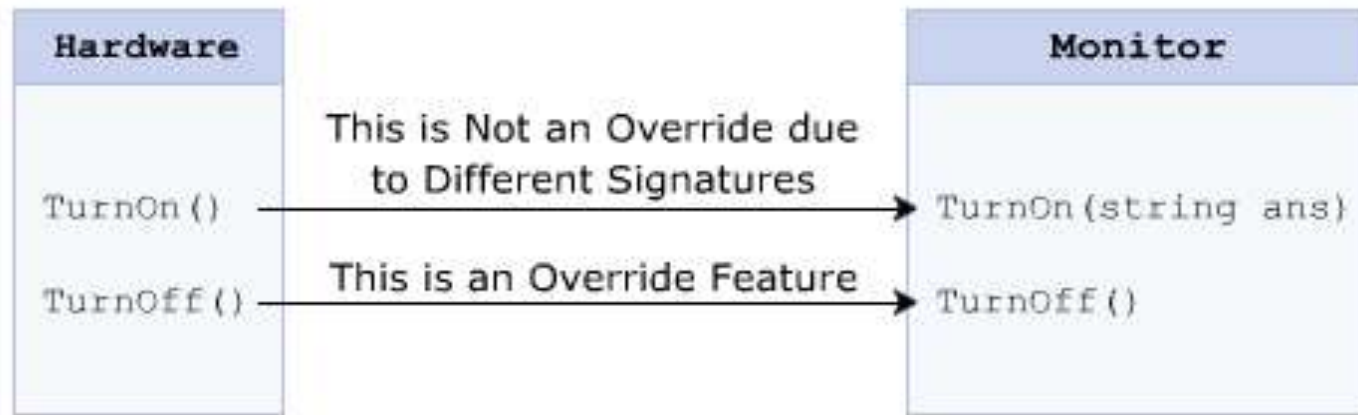 Hardware
Monitor
This is Not an Override due
to Different Signatures
TurnOn()
TurnOn(string ans)
This is an Override Feature
TurnOff()
TurnOff()